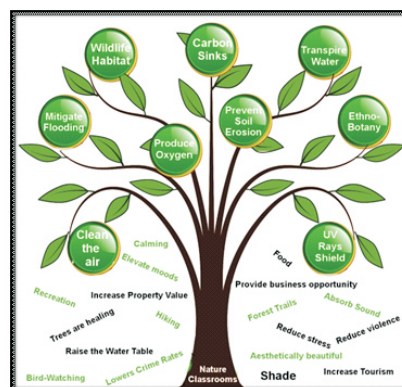 Wildlife
Habitat
Carbon
Sinks
Transpire
Water
Mitigate
Flooding
Produce
Oxygen
Prevent
Soil
Erosion
Ethno-
Botany
Clean
the
air
UV
Rays
Shield
Calming
Elevate moods
Food
Recreation
Increase Property Value
Provide business opportunity
Hiking
Forest Trails
Absorb Sound
Trees are healing
Reduce stress
Reduce violence
Raise the Water Table
Aesthetically beautiful
Bird-Watching
Lowers Crime Rates
Nature
Classrooms
Shade
Increase Tourism